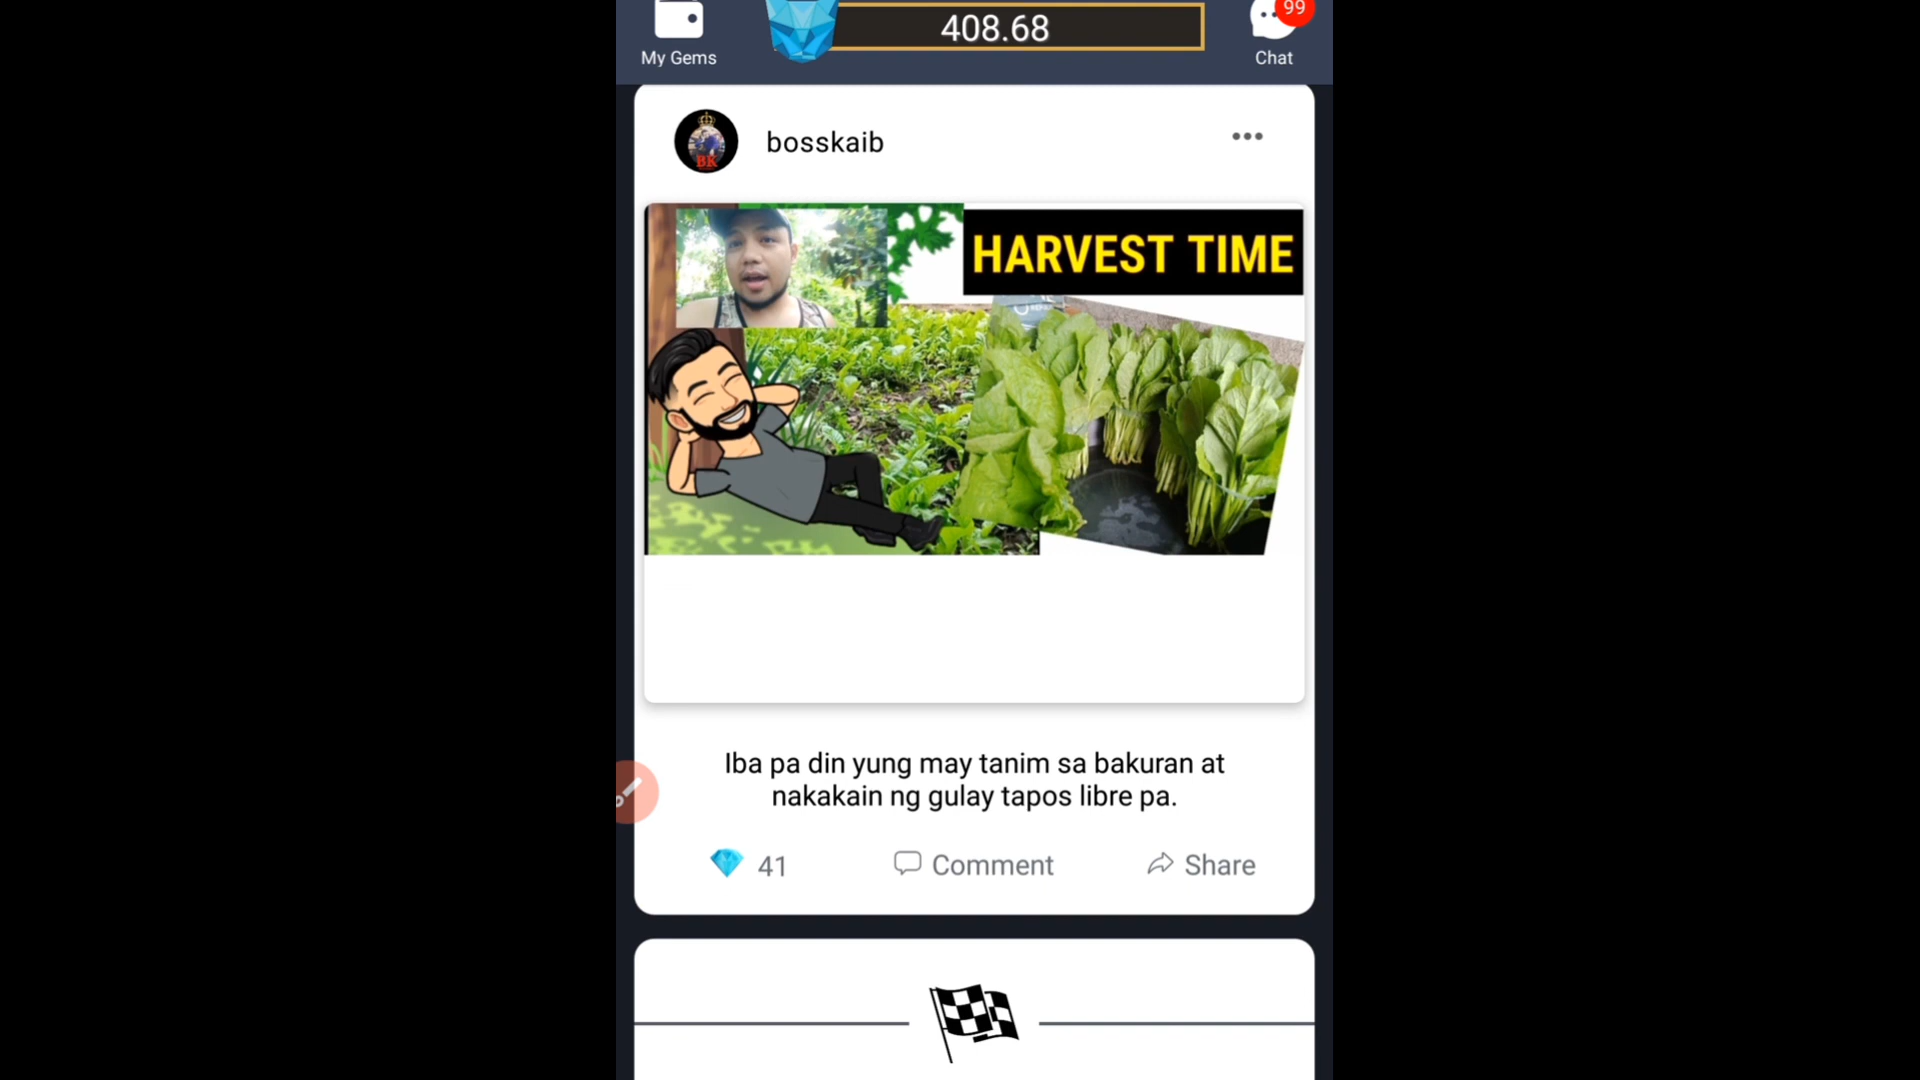 408.68
99
My Gems
Chat
BK
bosskaib
HARVEST TIME
Iba pa din yung may tanim sa bakuran at
nakakain ng gulay tapos libre pa.
41
Comment
Share